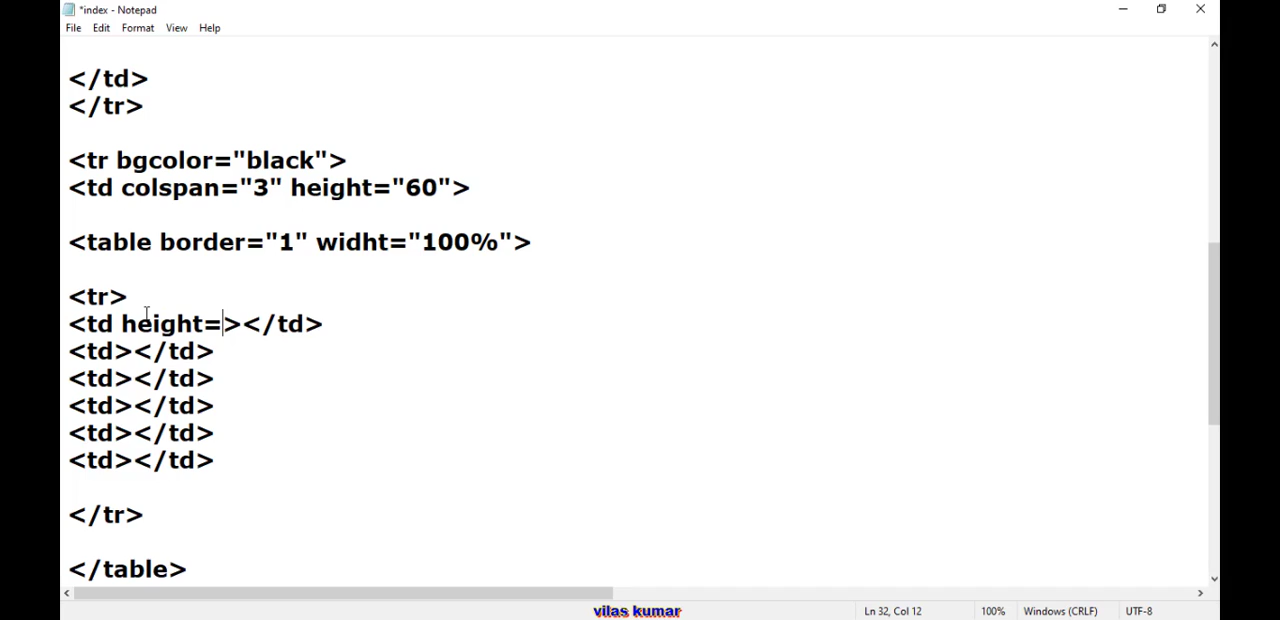 *index - Notepad
File Edit Format View Help
</td>
</tr>
<tr bgcolor="black">
<td colspan="3" height="60">
<table border="1" widht="100%">
<tr>
<td height=></td>
<td></td>
<td></td>
<td></td>
<td></td>
<td></td>
</tr>
</table>
vilas kumar
Ln 32, Col 12 100% Windows (CRLF) UTF-8